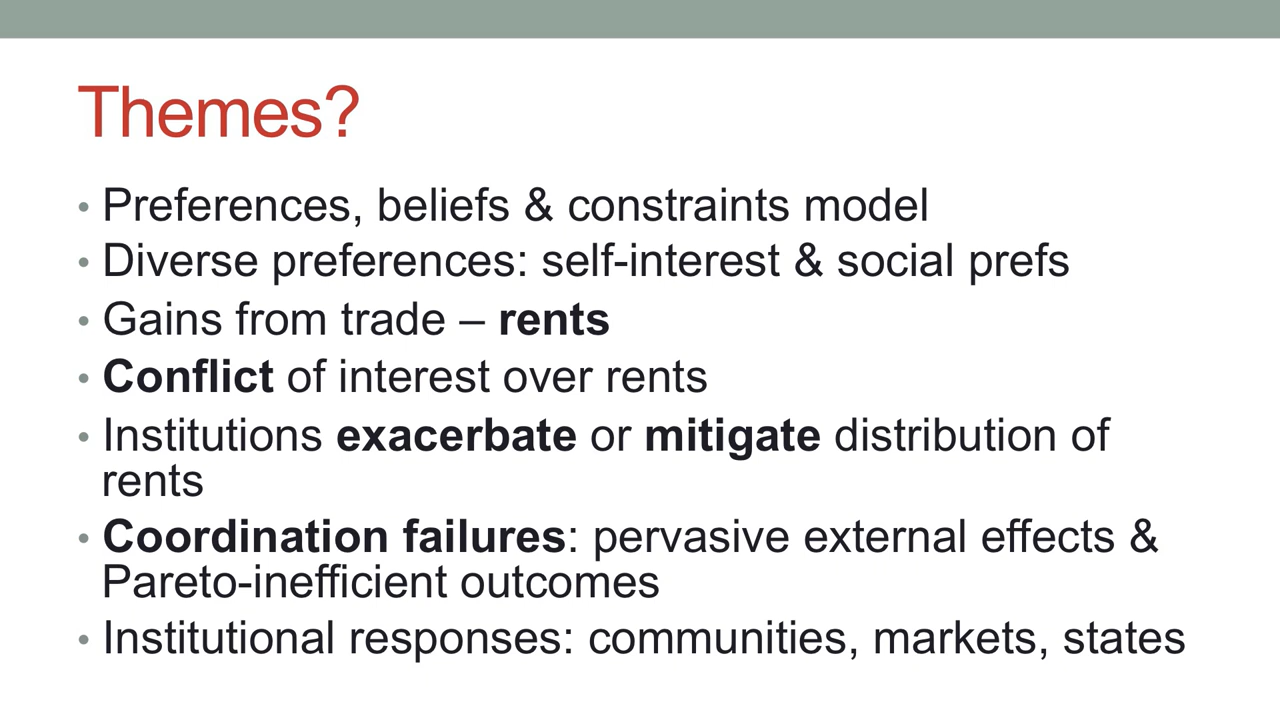 Themes?
• Preferences, beliefs & constraints model
• Diverse preferences: self-interest & social prefs
• Gains from trade – rents
• Conflict of interest over rents
• Institutions exacerbate or mitigate distribution of
rents
• Coordination failures: pervasive external effects &
Pareto-inefficient outcomes
• Institutional responses: communities, markets, states